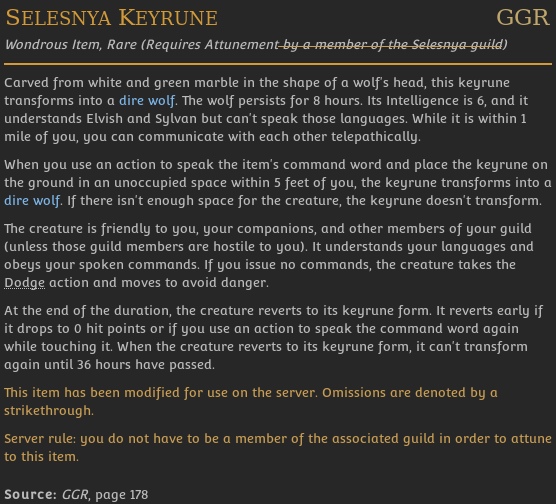 SELESNYA KEYRUNE GGR
Wondrous Item, Rare (Requires Attunement by a member of the Selesnya guild)
Carved from white and green marble in the shape of a wolf's head, this keyrune
transforms into a dire wolf. The wolf persists for 8 hours. Its Intelligence is 6, and it
understands Elvish and Sylvan but can't speak those languages. While it is within 1
mile of you, you can communicate with each other telepathically.
When you use an action to speak the item's command word and place the keyrune on
the ground in an unoccupied space within 5 feet of you, the keyrune transforms into a
dire wolf. If there isn't enough space for the creature, the keyrune doesn't transform.
The creature is friendly to you, your companions, and other members of your guild
(unless those guild members are hostile to you). It understands your languages and
obeys your spoken commands. If you issue no commands, the creature takes the
Dodge action and moves to avoid danger.
At the end of the duration, the creature reverts to its keyrune form. It reverts early if
it drops to 0 hit points or if you use an action to speak the command word again
while touching it. When the creature reverts to its keyrune form, it can't transform
again until 36 hours have passed.
This item has been modified for use on the server. Omissions are denoted by a
strikethrough.
Server rule: you do not have to be a member of the associated guild in order to attune
to this item.
Source: GGR, page 178